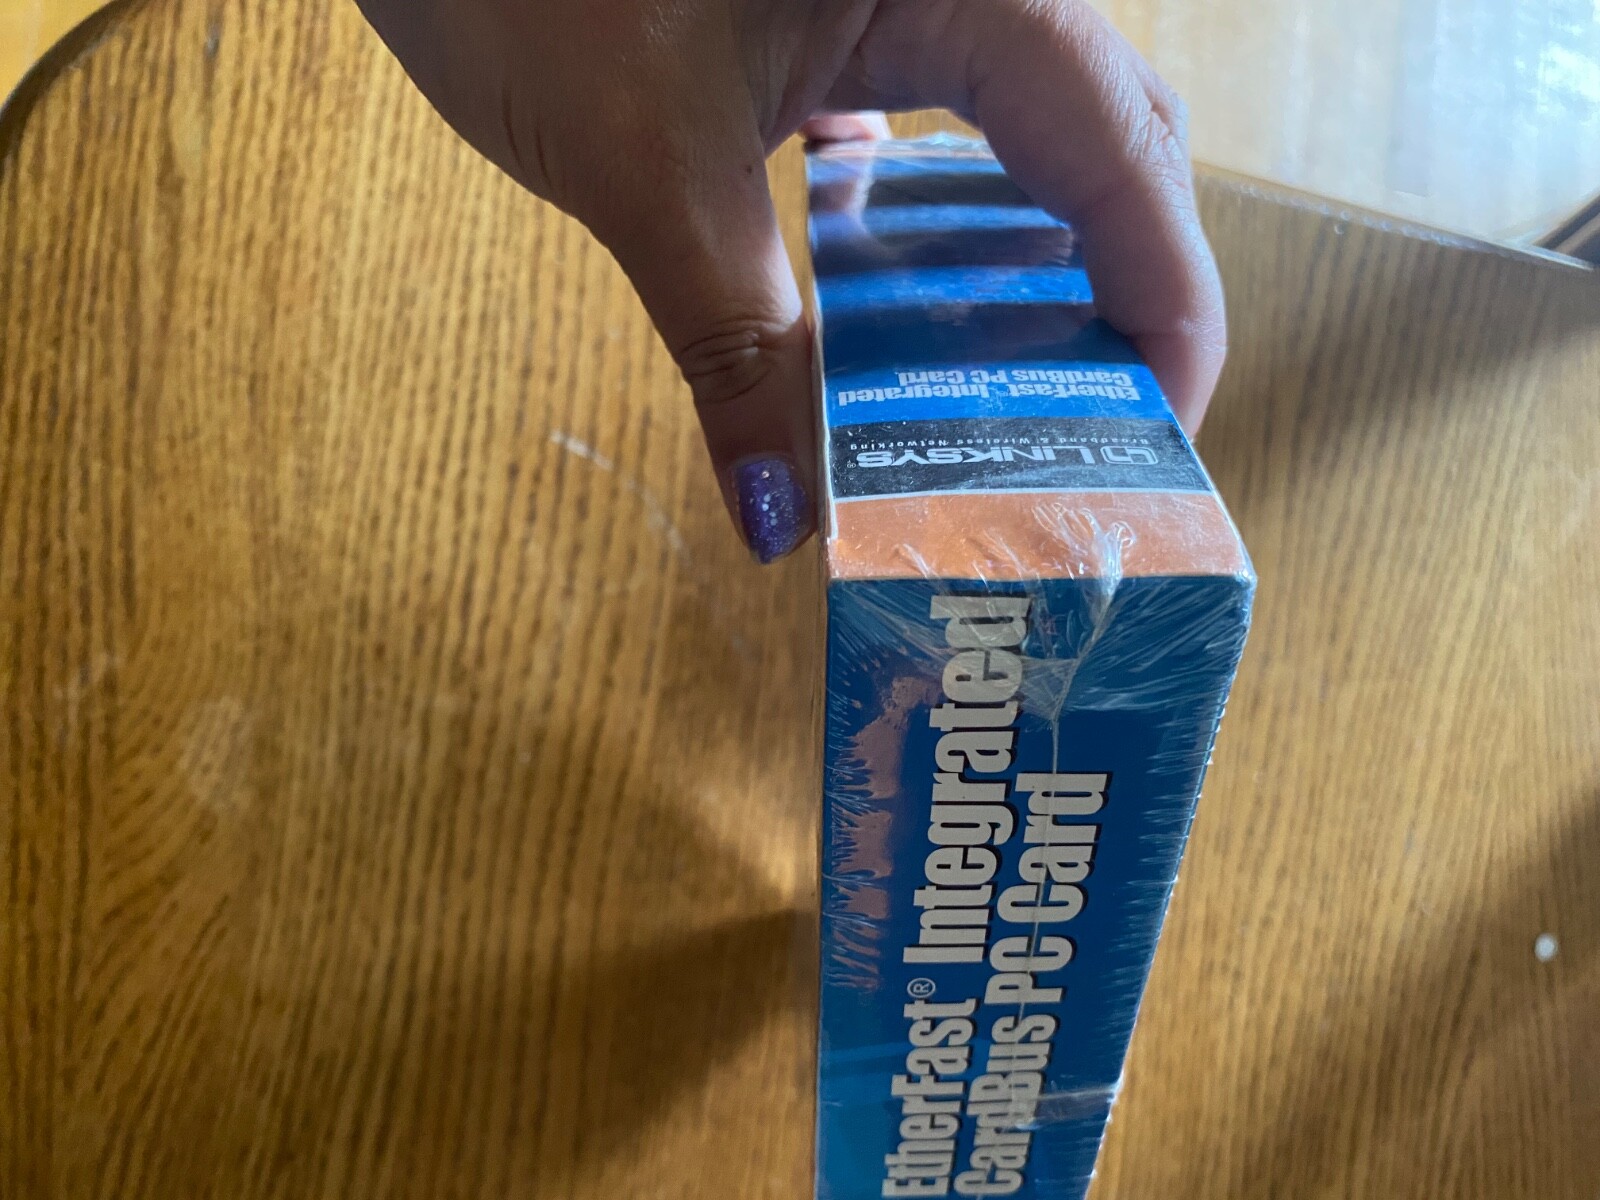 EtherFast® Integrated
CardBus PC Card
LINKSYS®
Broadband & Wireless Networking
EtherFast® Integrated
CardBus PC Card